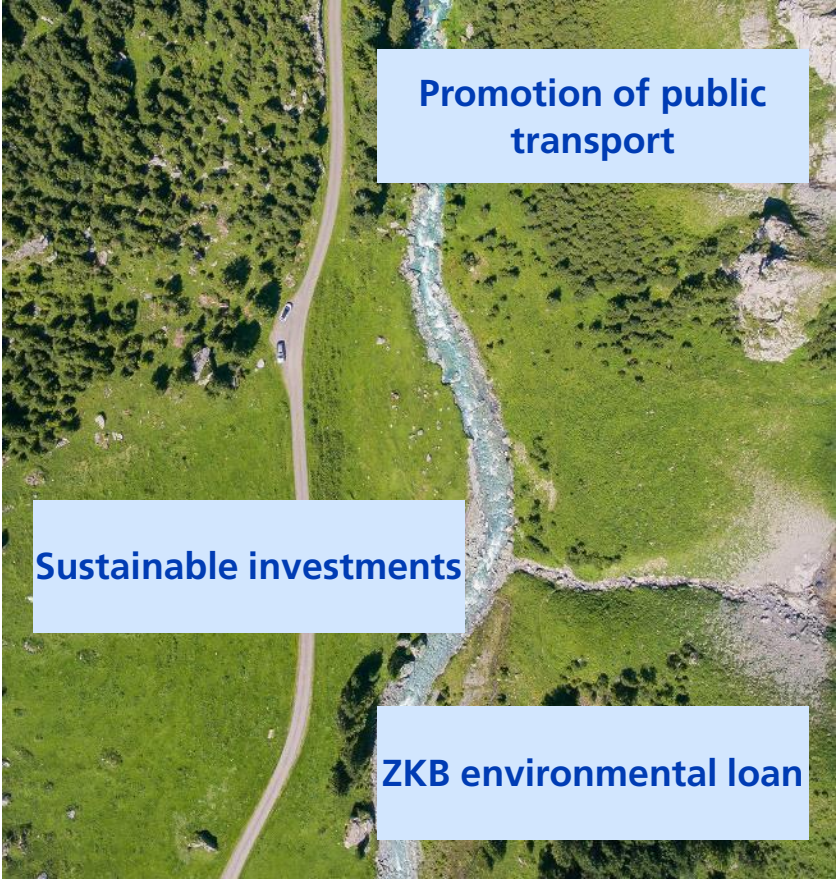 Promotion of public
transport
Sustainable investments
ZKB environmental loan